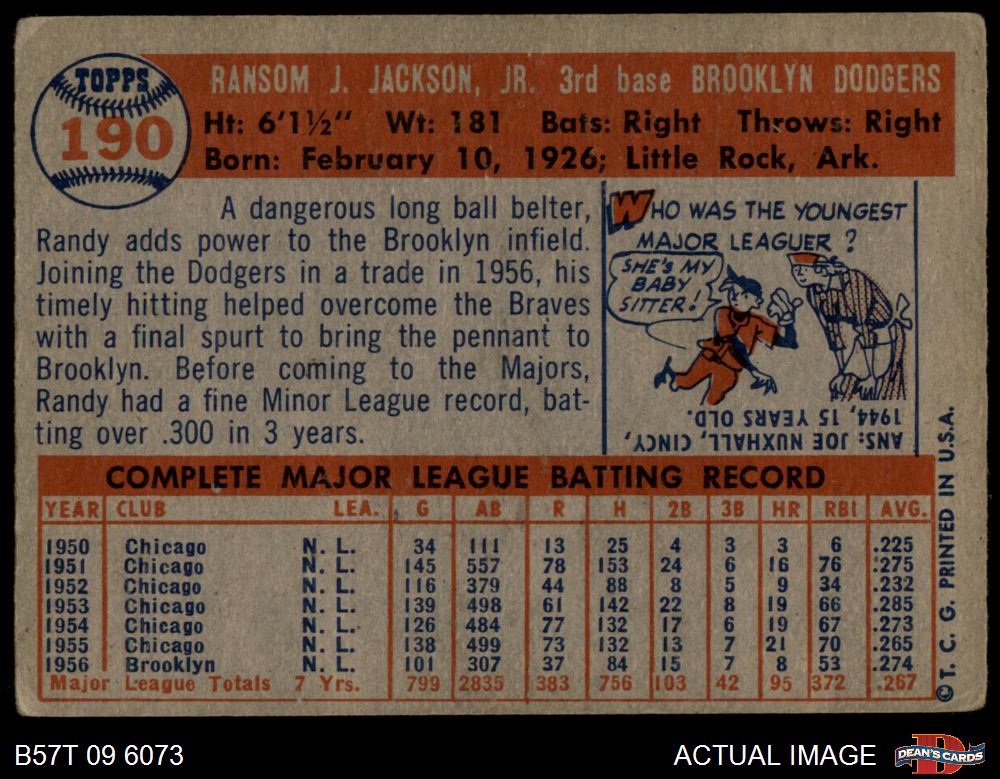 TOPPS
190
RANSOM J. JACKSON, JR. 3rd base BROOKLYN DODGERS
Ht: 6'1½" Wt: 181 Bats: Right Throws: Right
Born: February 10, 1926; Little Rock, Ark.
A dangerous long ball belter,
Randy adds power to the Brooklyn infield.
Joining the Dodgers in a trade in 1956, his
timely hitting helped overcome the Braves
with a final spurt to bring the pennant to
Brooklyn. Before coming to the Majors,
Randy had a fine Minor League record, bat-
ting over .300 in 3 years.
WHO WAS THE YOUNGEST
MAJOR LEAGUER ?
SHE'S MY
BABY
SITTER!
ANS: JOE NUXHALL, CINCY,
1944, 15 YEARS OLD.
COMPLETE MAJOR LEAGUE BATTING RECORD
YEAR CLUB LEA. G AB R H 2B 3B HR RBI AVG.
1950 Chicago N. L. 34 111 13 25 4 3 3 6 .225
1951 Chicago N. L. 145 557 78 153 24 6 16 76 .275
1952 Chicago N. L. 116 379 44 88 8 5 9 34 .232
1953 Chicago N. L. 139 498 61 142 22 8 19 66 .285
1954 Chicago N. L. 126 484 77 132 17 6 19 67 .273
1955 Chicago N. L. 138 499 73 132 13 7 21 70 .265
1956 Brooklyn N. L. 101 307 37 84 15 7 8 53 .274
Major League Totals 7 Yrs. 799 2835 383 756 103 42 95 372 .267
© T. C. G. PRINTED IN U.S.A.
B57T 09 6073
ACTUAL IMAGE
D
DEAN'S CARDS